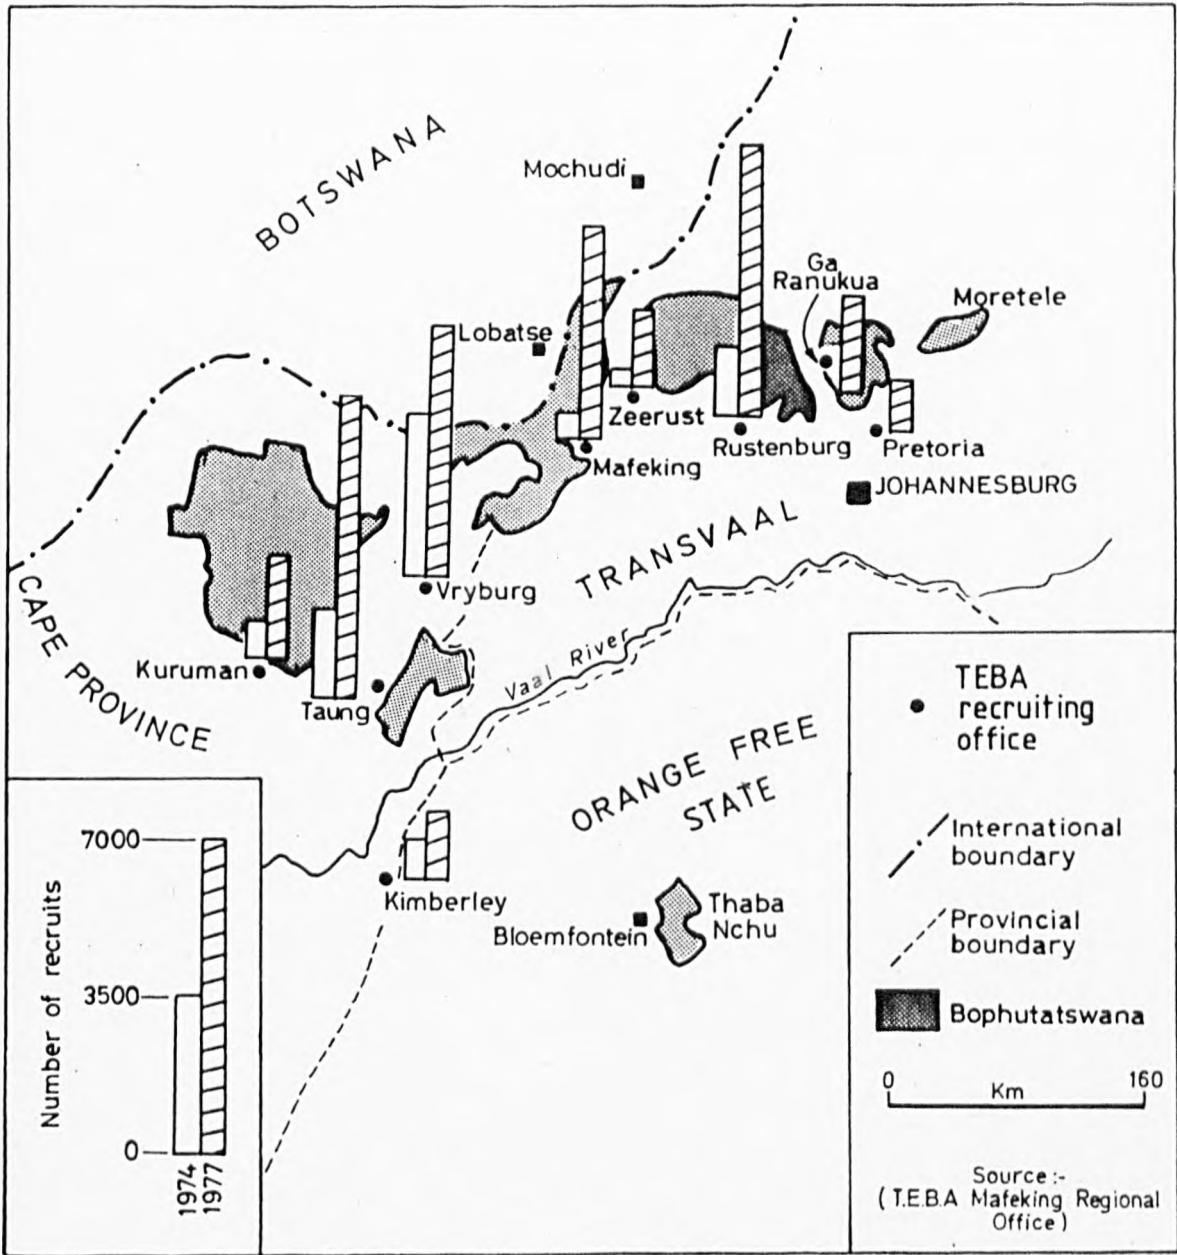 BOTSWANA
Mochudi
Ga
Ranukua
Moretele
Lobatse
Zeerust
Rustenburg
Pretoria
Mafeking
JOHANNESBURG
TRANSVAAL
Vryburg
CAPE PROVINCE
Kuruman
Taung
Vaal River
ORANGE FREE
STATE
Kimberley
Bloemfontein
Thaba
Nchu
Number of recruits
7000
3500
0
1974
1977
TEBA
recruiting
office
International
boundary
Provincial
boundary
Bophutatswana
0
Km
160
Source :-
( T.E.B.A Mafeking Regional
Office )